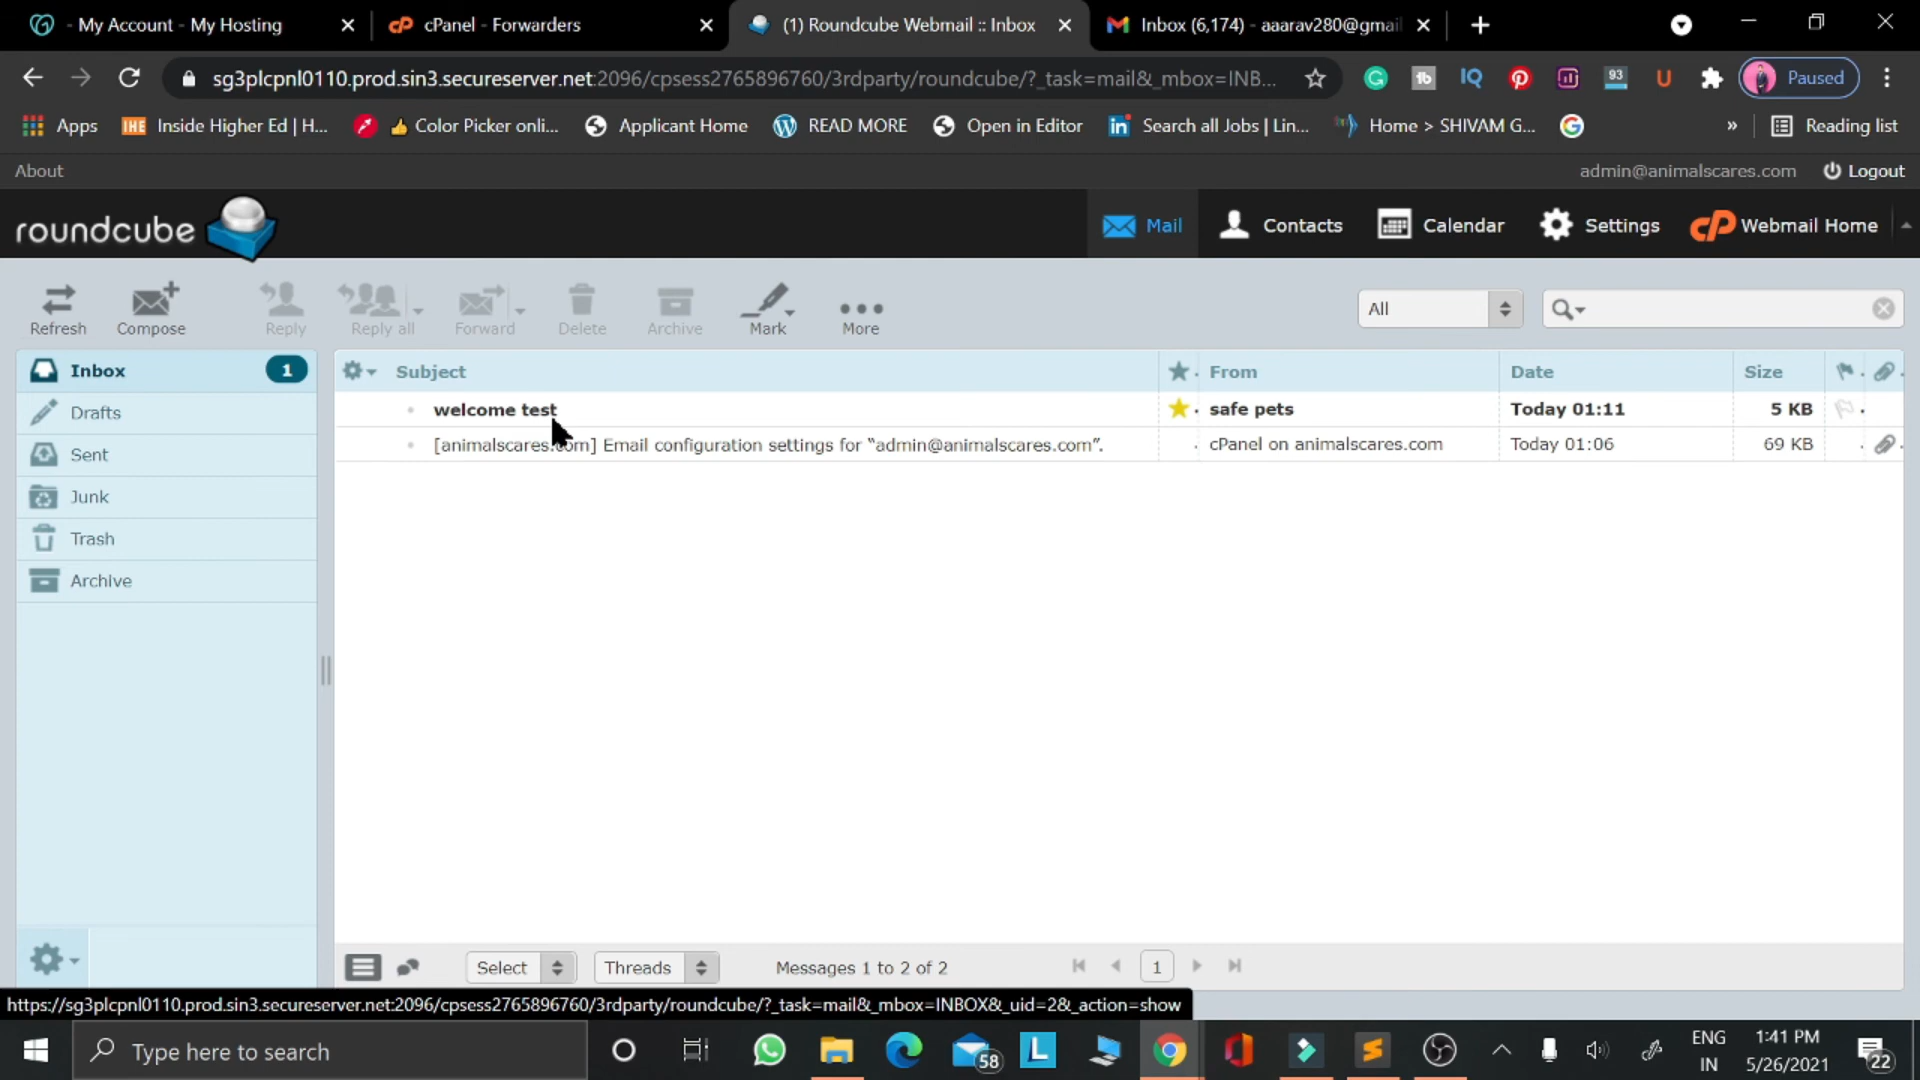 - My Account - My Hosting
cPanel - Forwarders
(1) Roundcube Webmail :: Inbox
Inbox (6,174) - aaarav280@gmai
sg3plcpnl0110.prod.sin3.secureserver.net:2096/cpsess2765896760/3rdparty/roundcube/?_task=mail&_mbox=INB...
93
Paused
Apps
Inside Higher Ed | H...
Color Picker onli...
Applicant Home
READ MORE
Open in Editor
Search all Jobs | Lin...
Home > SHIVAM G...
»
Reading list
About
admin@animalscares.com
Logout
roundcube
Mail
Contacts
Calendar
Settings
cP Webmail Home
Refresh
Compose
Reply
Reply all
Forward
Delete
Archive
Mark
More
All
Inbox
1
Drafts
Sent
Junk
Trash
Archive
Subject
From
Date
Size
welcome test
safe pets
Today 01:11
5 KB
[animalscares.com] Email configuration settings for “admin@animalscares.com”.
cPanel on animalscares.com
Today 01:06
69 KB
Select
Threads
Messages 1 to 2 of 2
1
https://sg3plcpnl0110.prod.sin3.secureserver.net:2096/cpsess2765896760/3rdparty/roundcube/?_task=mail&_mbox=INBOX&_uid=2&_action=show
Type here to search
58
L
ENG
IN
1:41 PM
5/26/2021
22